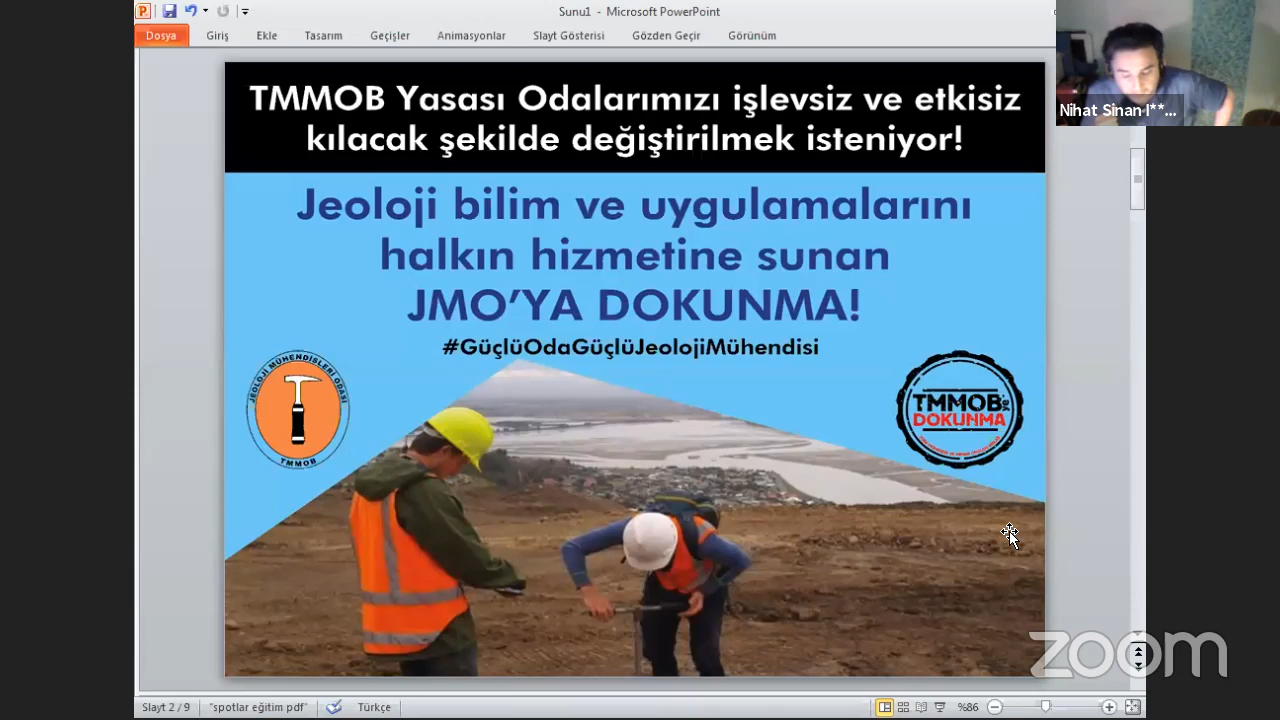 Sunu1 - Microsoft PowerPoint
Dosya Giriş Ekle Tasarım Geçişler Animasyonlar Slayt Gösterisi Gözden Geçir Görünüm
Nihat Sinan I**...
TMMOB Yasası Odalarımızı işlevsiz ve etkisiz
kılacak şekilde değiştirilmek isteniyor!
Jeoloji bilim ve uygulamalarını
halkın hizmetine sunan
JMO'YA DOKUNMA!
#GüçlüOdaGüçlüJeolojiMühendisi
JEOLOJİ MÜHENDİSLERİ ODASI
TMMOB
TMMOB'ye
DOKUNMA
zoom
Slayt 2 / 9 "spotlar eğitim pdf" Türkçe %86